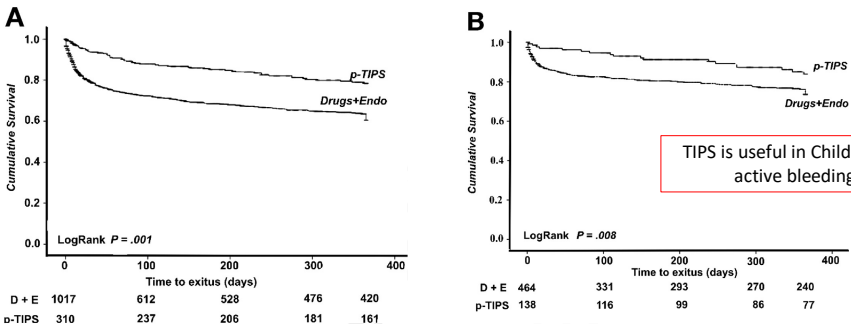 A
Cumulative Survival
1.0
0.8
0.6
0.4
0.2
0.0
p-TIPS
Drugs+Endo
LogRank P = .001
0 100 200 300 400
Time to exitus (days)
D + E 1017 612 528 476 420
p-TIPS 310 237 206 181 161
B
Cumulative Survival
1.0
0.8
0.6
0.4
0.2
0.0
p-TIPS
Drugs+Endo
TIPS is useful in Child
active bleeding
LogRank P = .008
0 100 200 300 400
Time to exitus (days)
D + E 464 331 293 270 240
p-TIPS 138 116 99 86 77